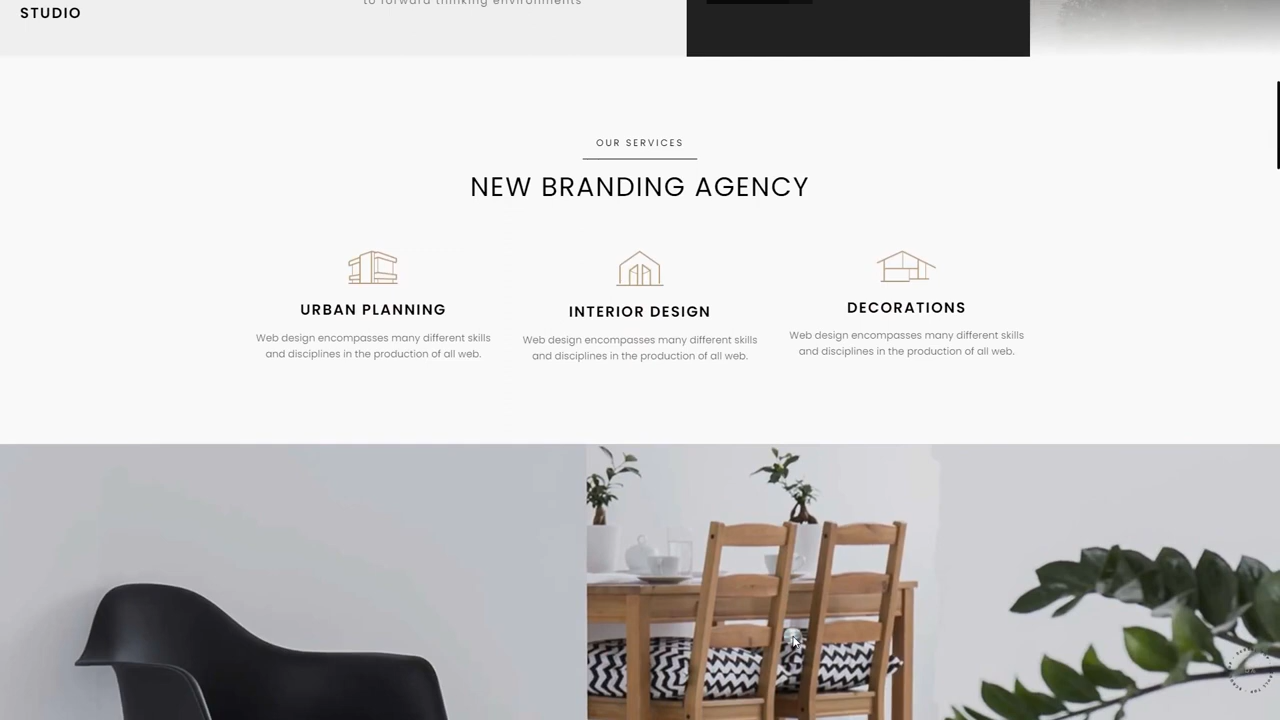 to forward thinking environments
STUDIO
OUR SERVICES
NEW BRANDING AGENCY
URBAN PLANNING
Web design encompasses many different skills
and disciplines in the production of all web.
INTERIOR DESIGN
Web design encompasses many different skills
and disciplines in the production of all web.
DECORATIONS
Web design encompasses many different skills
and disciplines in the production of all web.